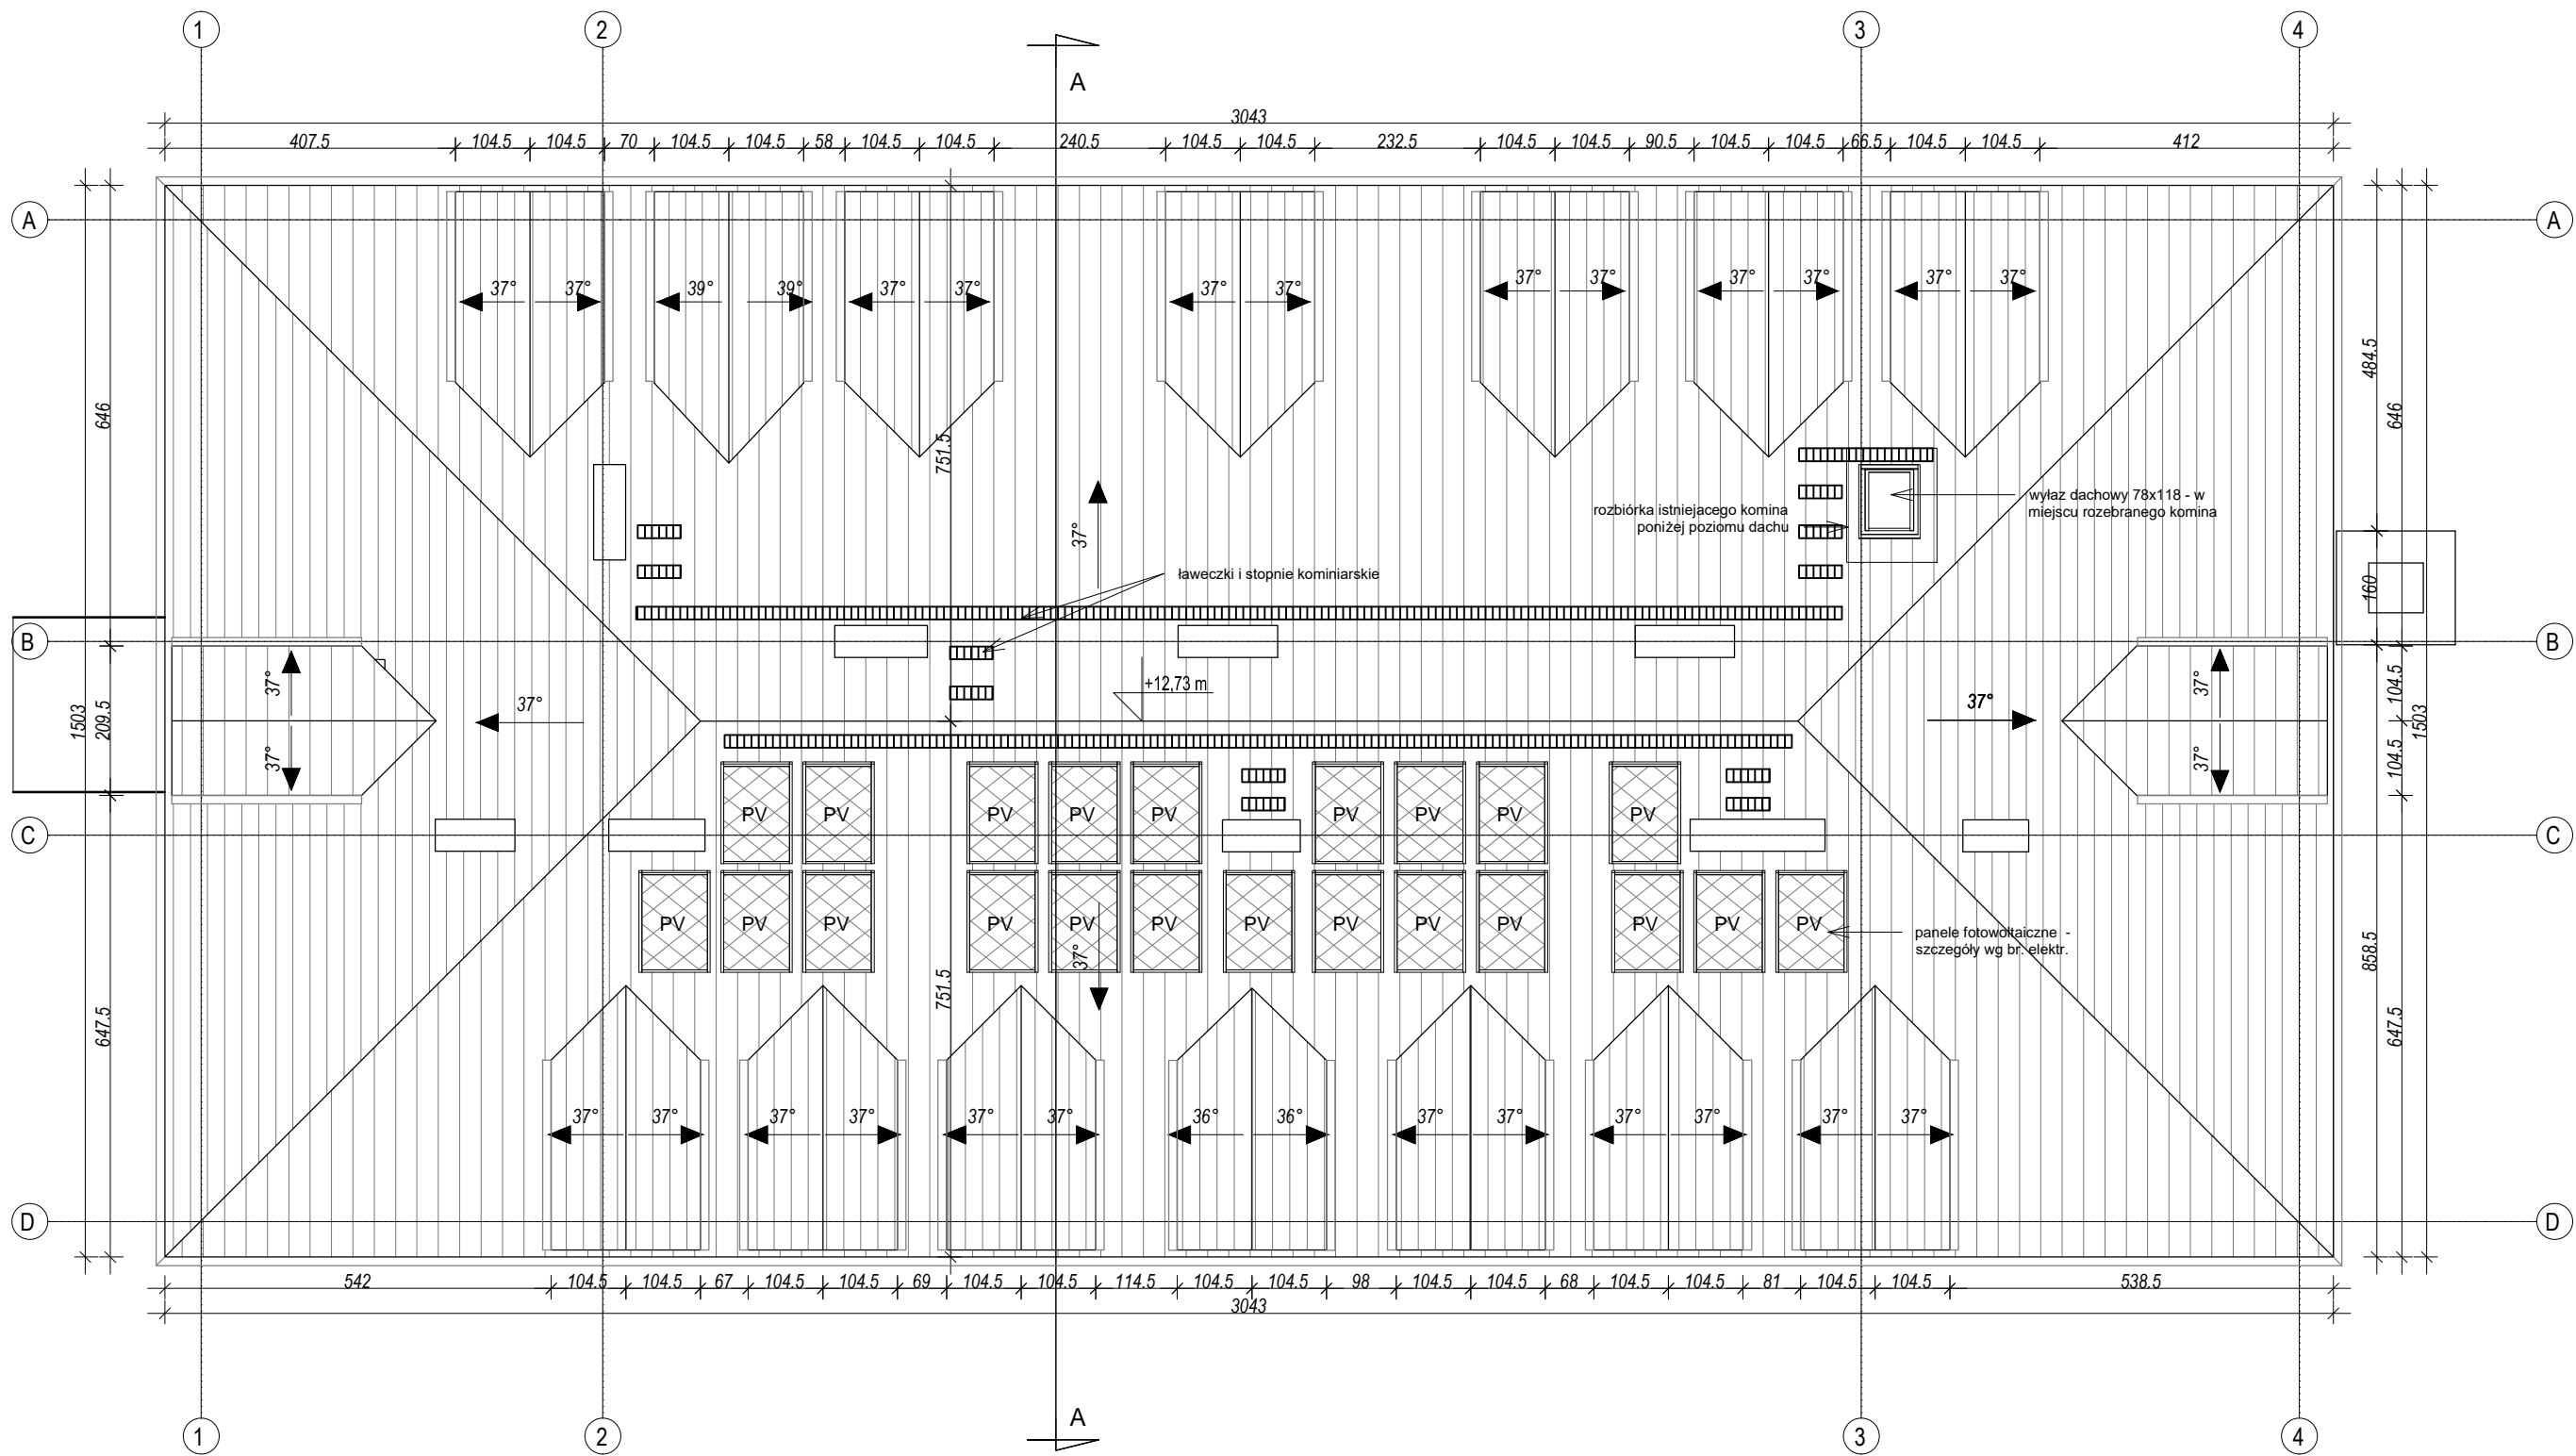 1 2 3 4
A
3043
407.5 104.5 104.5 70 104.5 104.5 58 104.5 104.5 240.5 104.5 104.5 232.5 104.5 104.5 90.5 104.5 104.5 66.5 104.5 104.5 412
A A
37° 37° 39° 39° 37° 37° 37° 37° 37° 37° 37° 37° 37° 37°
646 751.5 484.5 646
wyłaz dachowy 78x118 - w
miejscu rozebranego komina
rozbiórka istniejacego komina
poniżej poziomu dachu
37°
ławeczki i stopnie kominiarskie
160
B B
37° 37° +12,73 m 37° 37° 104.5
1503 209.5 1503
37° 37° 104.5
PV PV PV PV PV PV PV PV PV
C C
PV PV PV PV PV PV PV PV PV PV PV PV PV
panele fotowoltaiczne -
szczegóły wg br. elektr.
37°
647.5 751.5 858.5 647.5
37° 37° 37° 37° 37° 37° 36° 36° 37° 37° 37° 37° 37° 37°
D D
542 104.5 104.5 67 104.5 104.5 69 104.5 104.5 114.5 104.5 104.5 98 104.5 104.5 68 104.5 104.5 81 104.5 104.5 538.5
3043
A
1 2 3 4